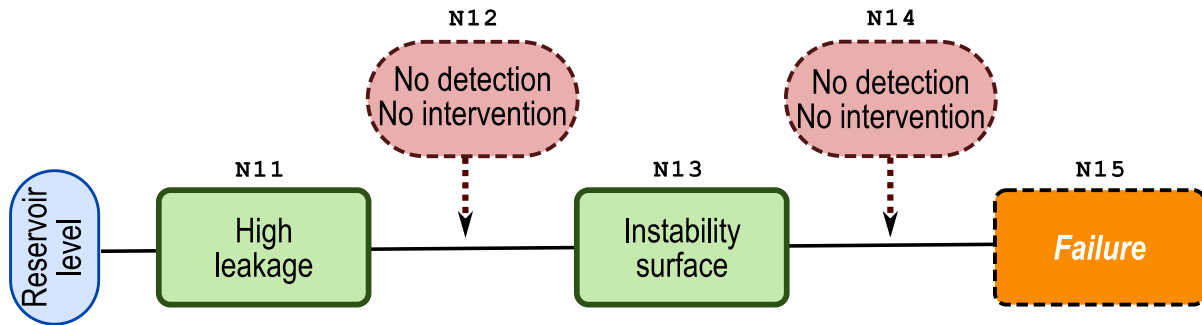 N12
N14
No detection
No intervention
No detection
No intervention
N11
N13
N15
Reservoir
level
High
leakage
Instability
surface
Failure